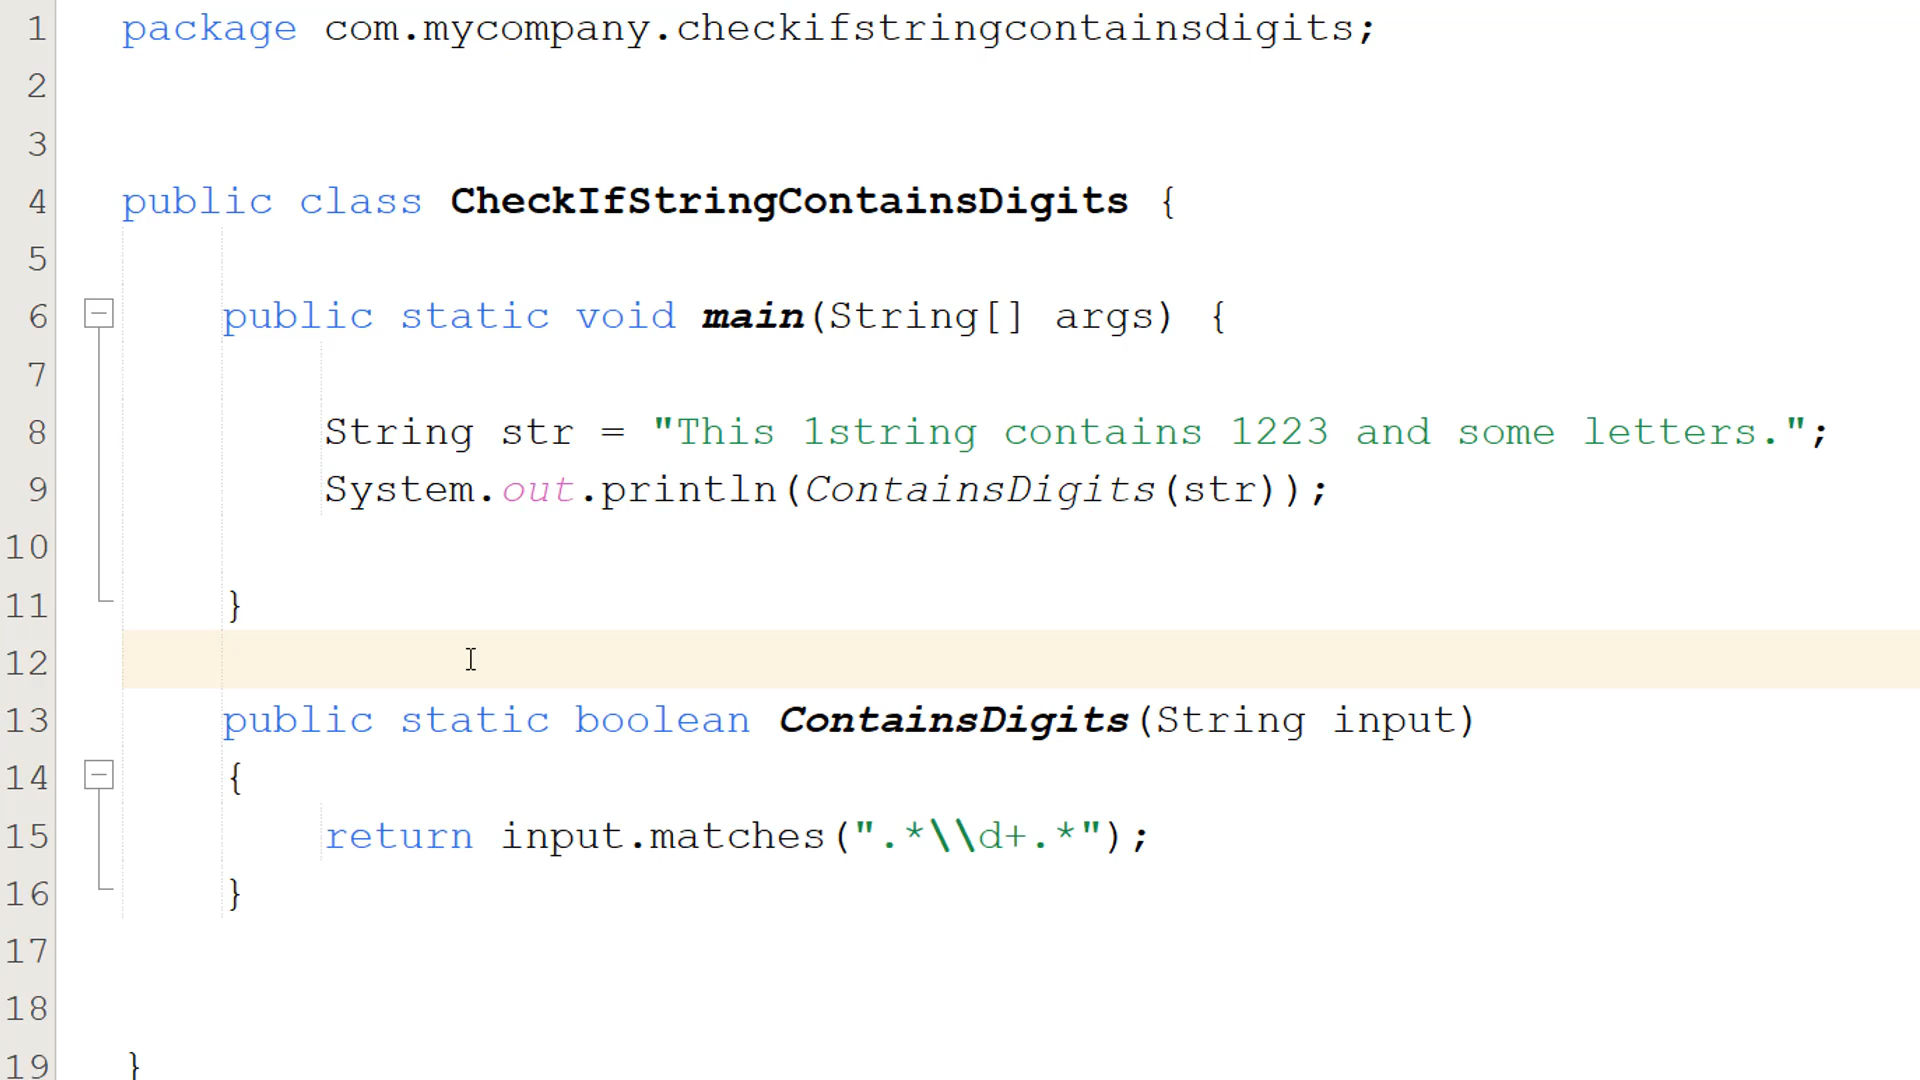 1 package com.mycompany.checkifstringcontainsdigits;
2
3
4 public class CheckIfStringContainsDigits {
5
6 public static void main(String[] args) {
7
8 String str = "This 1string contains 1223 and some letters.";
9 System.out.println(ContainsDigits(str));
10
11 }
12
13 public static boolean ContainsDigits(String input)
14 {
15 return input.matches(".*\\d+.*");
16 }
17
18
19 }